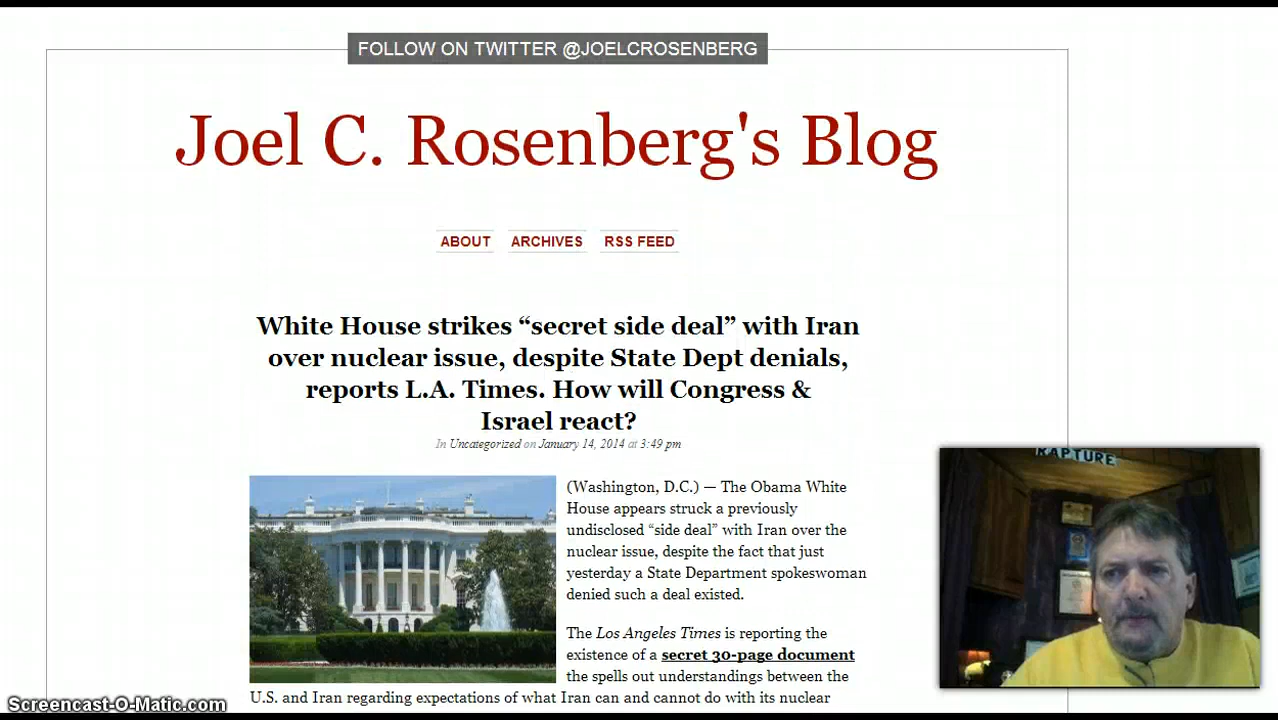 FOLLOW ON TWITTER @JOELCROSENBERG
Joel C. Rosenberg's Blog
ABOUT ARCHIVES RSS FEED
White House strikes “secret side deal” with Iran
over nuclear issue, despite State Dept denials,
reports L.A. Times. How will Congress &
Israel react?
In Uncategorized on January 14, 2014 at 3:49 pm
(Washington, D.C.) — The Obama White
House appears struck a previously
undisclosed “side deal” with Iran over the
nuclear issue, despite the fact that just
yesterday a State Department spokeswoman
denied such a deal existed.
The Los Angeles Times is reporting the
existence of a secret 30-page document
the spells out understandings between the
U.S. and Iran regarding expectations of what Iran can and cannot do with its nuclear
RAPTURE
Screencast-O-Matic.com